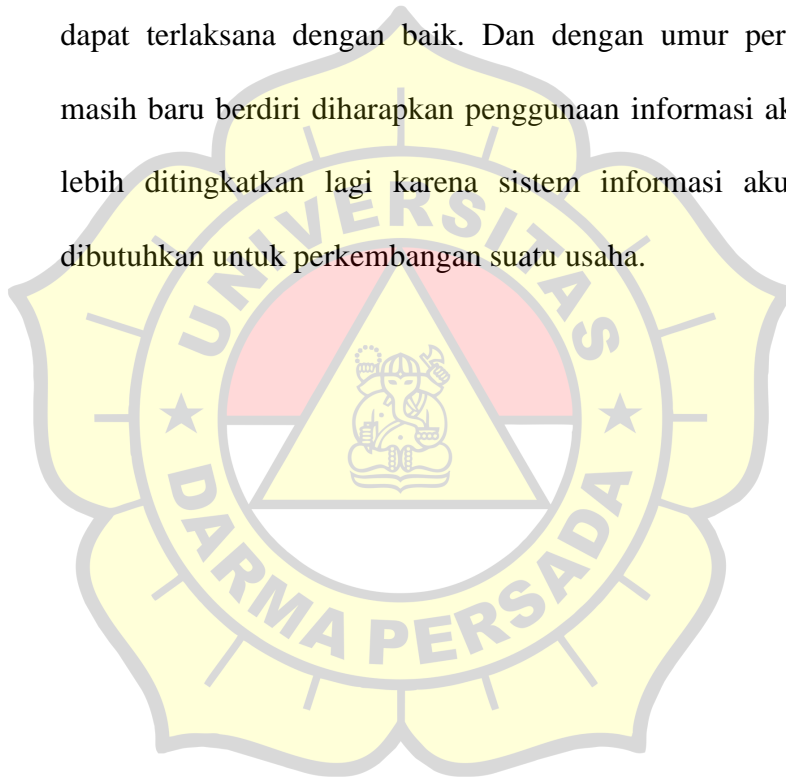 dapat terlaksana dengan baik. Dan dengan umur per
masih baru berdiri diharapkan penggunaan informasi ak
lebih ditingkatkan lagi karena sistem informasi aku
dibutuhkan untuk perkembangan suatu usaha.
UNIVERSITAS
DARMA PERSADA